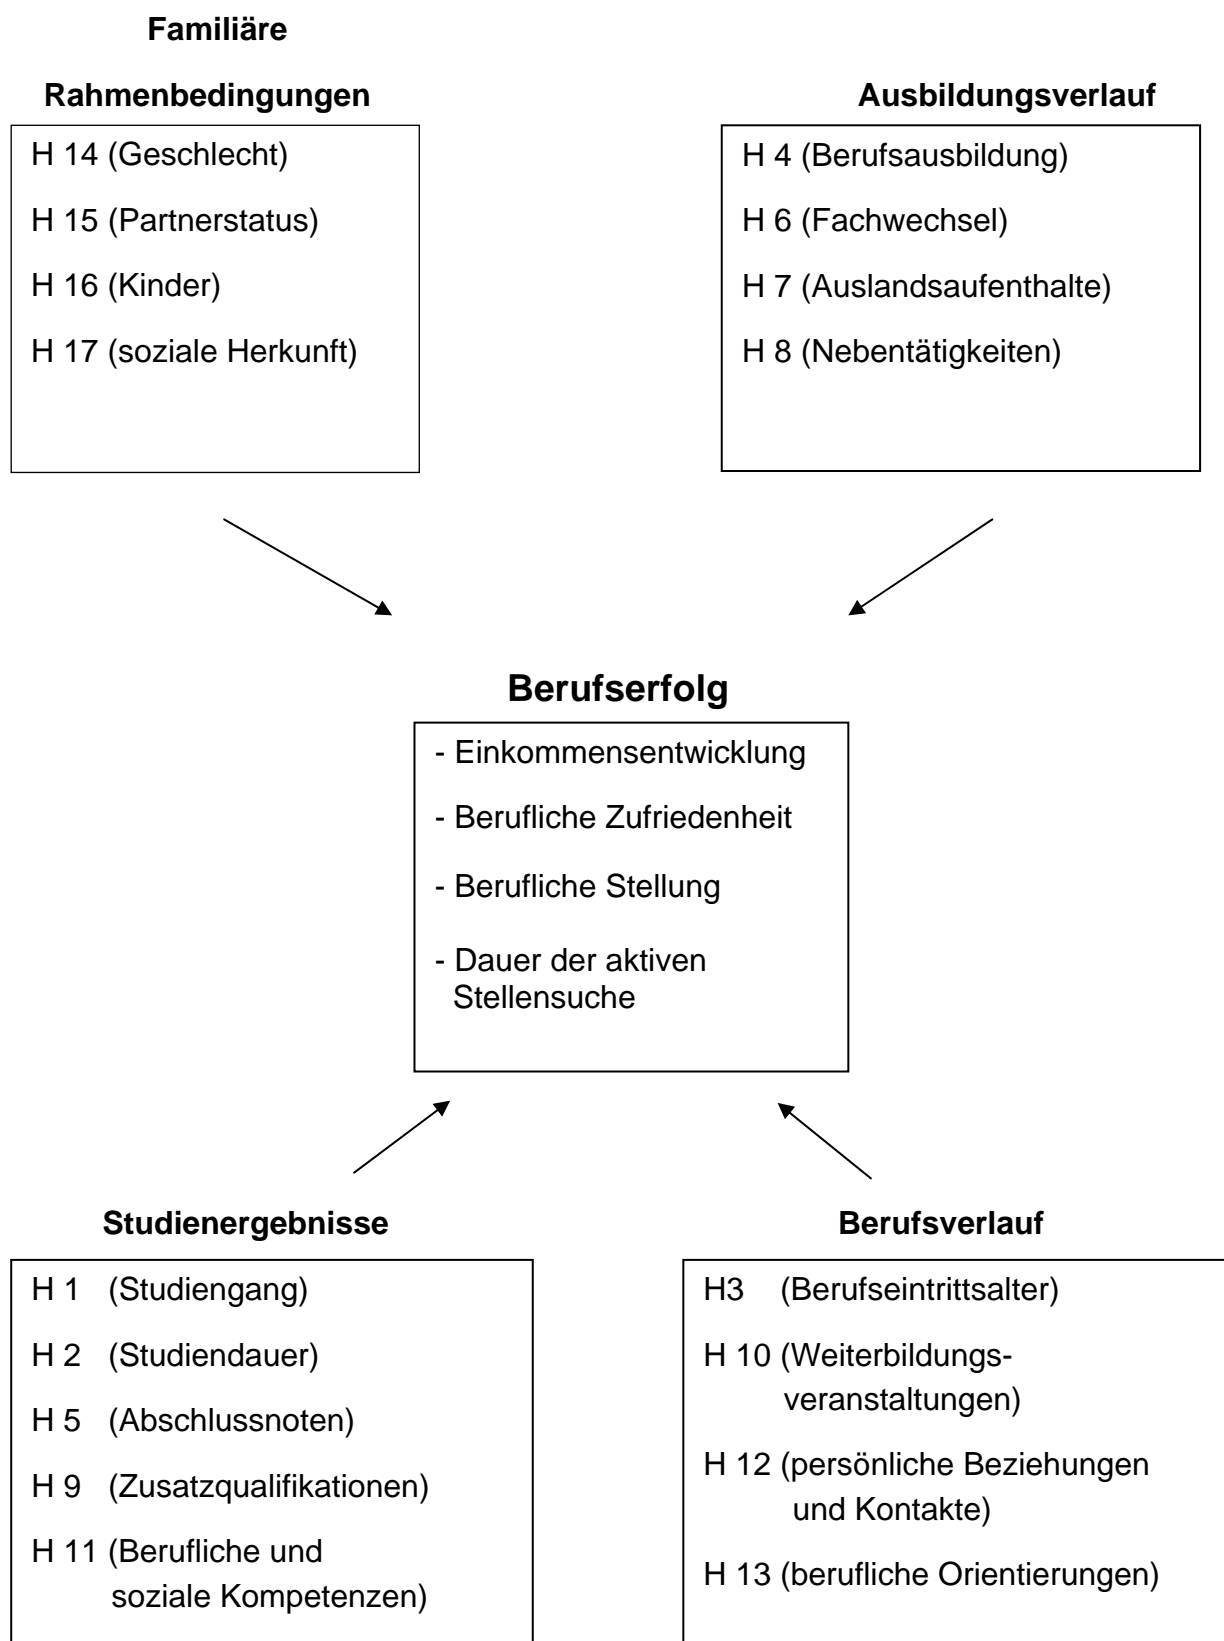 Familiäre
Rahmenbedingungen
H 14 (Geschlecht)
H 15 (Partnerstatus)
H 16 (Kinder)
H 17 (soziale Herkunft)
Ausbildungsverlauf
H 4 (Berufsausbildung)
H 6 (Fachwechsel)
H 7 (Auslandsaufenthalte)
H 8 (Nebentätigkeiten)
Berufserfolg
- Einkommensentwicklung
- Berufliche Zufriedenheit
- Berufliche Stellung
- Dauer der aktiven
Stellensuche
Studienergebnisse
H 1 (Studiengang)
H 2 (Studiendauer)
H 5 (Abschlussnoten)
H 9 (Zusatzqualifikationen)
H 11 (Berufliche und
soziale Kompetenzen)
Berufsverlauf
H3 (Berufseintrittsalter)
H 10 (Weiterbildungs-
veranstaltungen)
H 12 (persönliche Beziehungen
und Kontakte)
H 13 (berufliche Orientierungen)